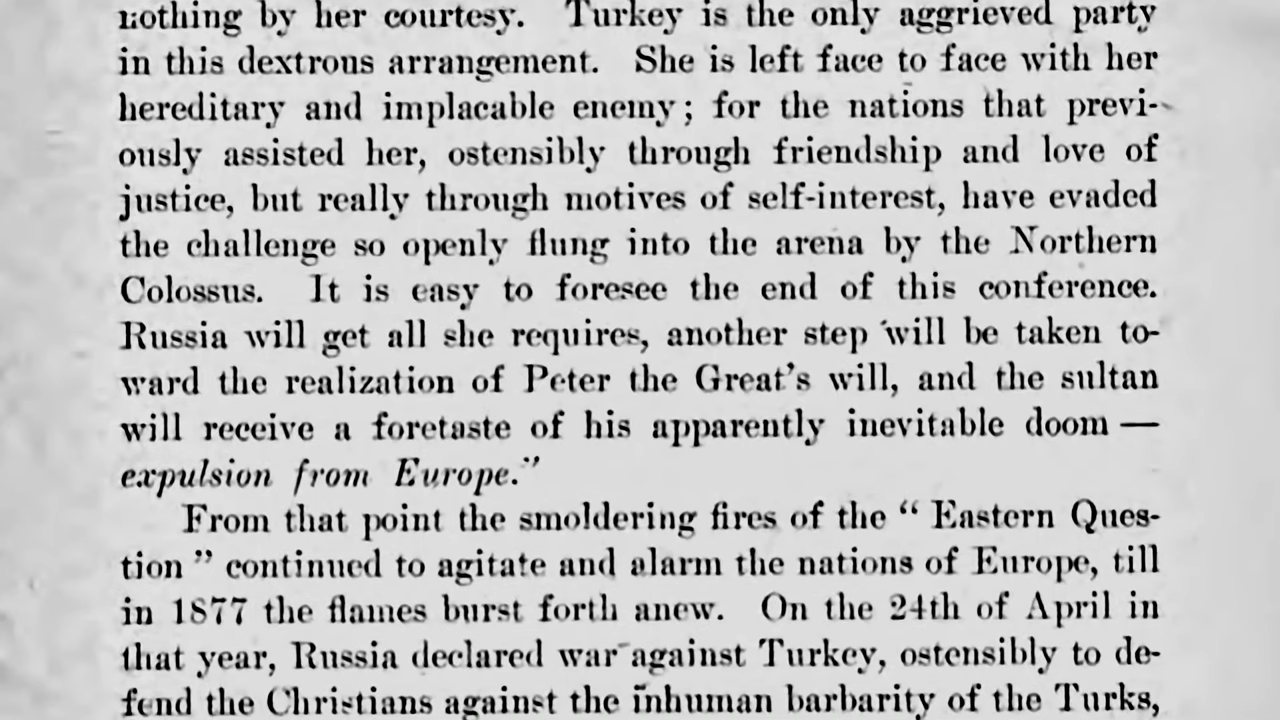 nothing by her courtesy. Turkey is the only aggrieved party
in this dextrous arrangement. She is left face to face with her
hereditary and implacable enemy; for the nations that previ-
ously assisted her, ostensibly through friendship and love of
justice, but really through motives of self-interest, have evaded
the challenge so openly flung into the arena by the Northern
Colossus. It is easy to foresee the end of this conference.
Russia will get all she requires, another step will be taken to-
ward the realization of Peter the Great's will, and the sultan
will receive a foretaste of his apparently inevitable doom —
expulsion from Europe."
From that point the smoldering fires of the “ Eastern Ques-
tion ” continued to agitate and alarm the nations of Europe, till
in 1877 the flames burst forth anew. On the 24th of April in
that year, Russia declared war against Turkey, ostensibly to de-
fend the Christians against the inhuman barbarity of the Turks,